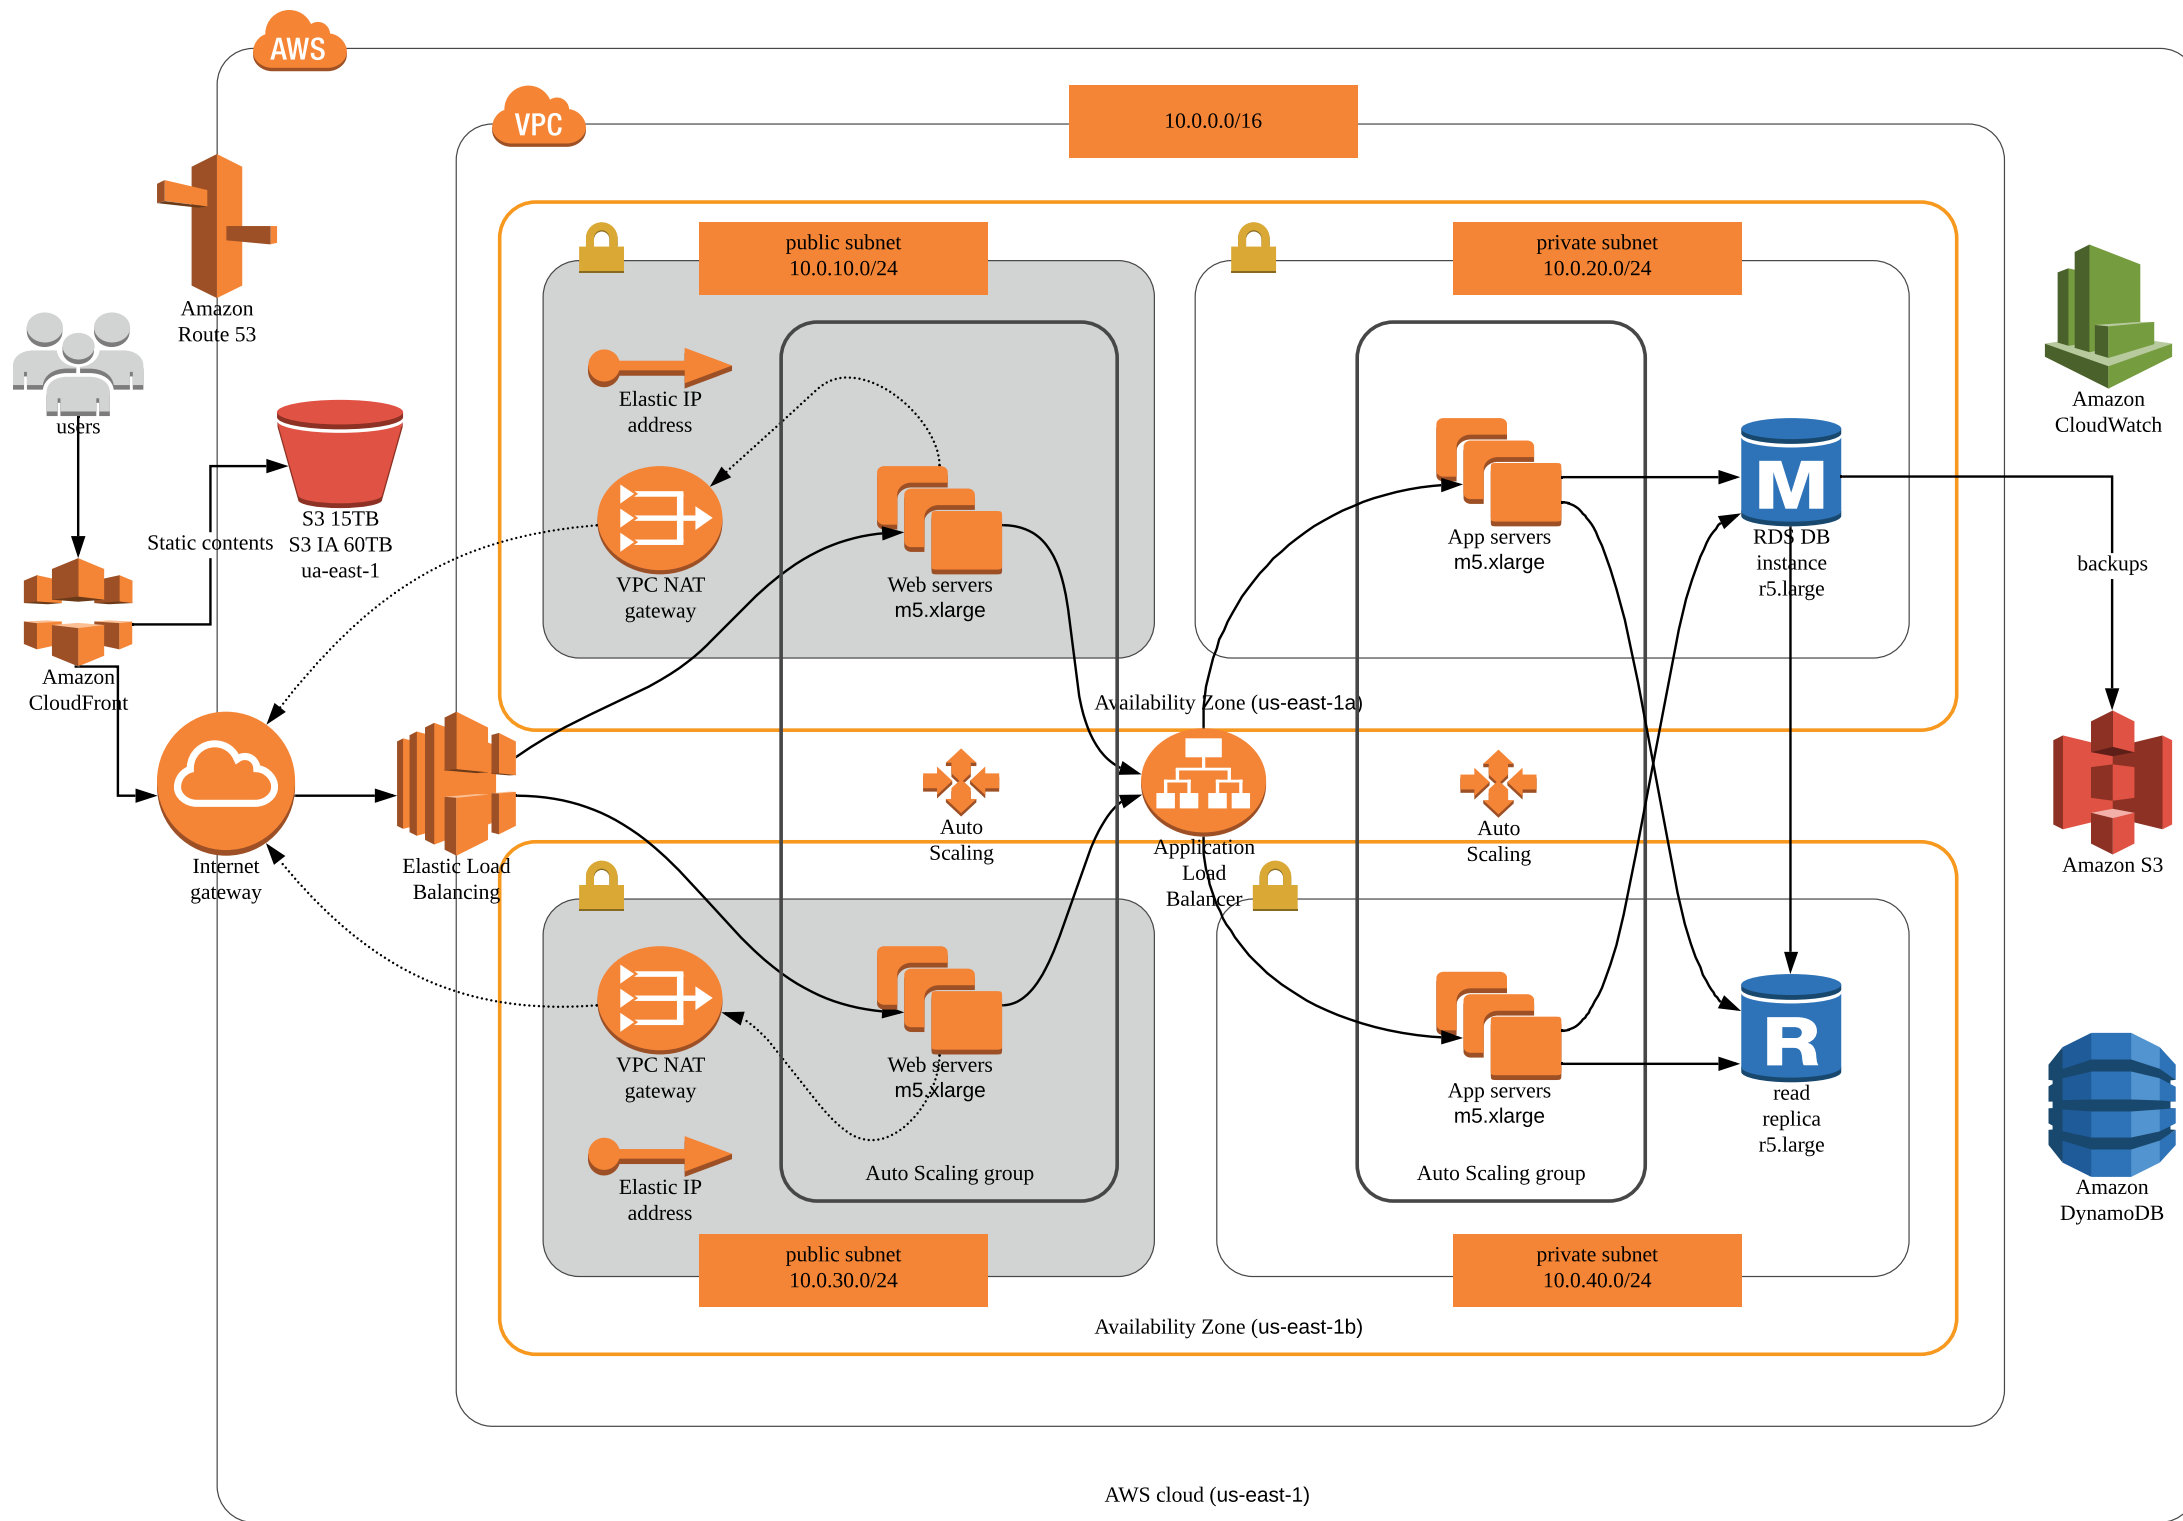 AWS
VPC
10.0.0.0/16
public subnet
10.0.10.0/24
private subnet
10.0.20.0/24
Amazon
Route 53
users
Elastic IP
address
Amazon
CloudWatch
Static contents
S3 15TB
S3 IA 60TB
ua-east-1
VPC NAT
gateway
Web servers
m5.xlarge
App servers
m5.xlarge
M
RDS DB
instance
r5.large
backups
Amazon
CloudFront
Availability Zone (us-east-1a)
Internet
gateway
Elastic Load
Balancing
Auto
Scaling
Application
Load
Balancer
Auto
Scaling
Amazon S3
VPC NAT
gateway
Web servers
m5.xlarge
App servers
m5.xlarge
R
read
replica
r5.large
Elastic IP
address
Auto Scaling group
Auto Scaling group
Amazon
DynamoDB
public subnet
10.0.30.0/24
private subnet
10.0.40.0/24
Availability Zone (us-east-1b)
AWS cloud (us-east-1)